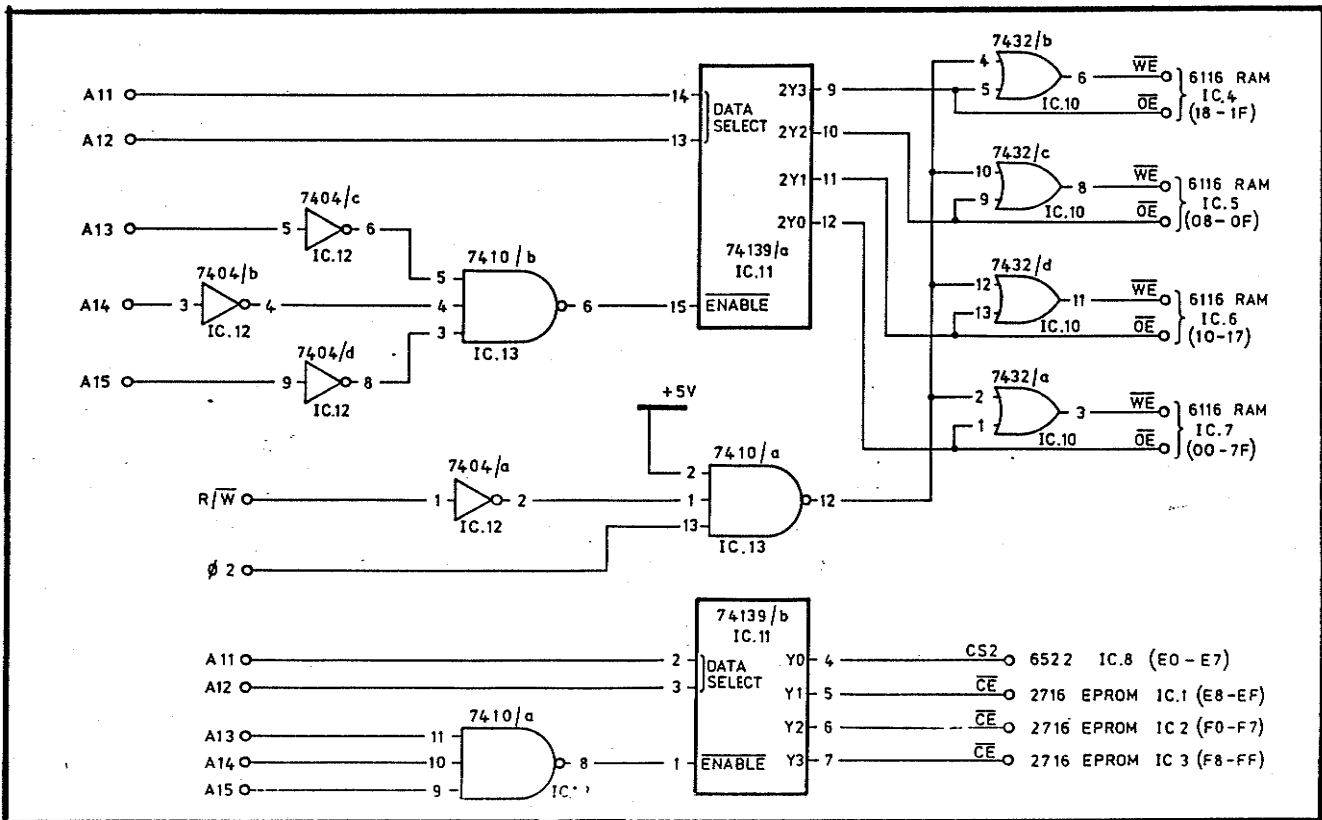 7432/b
4
5
6
IC.10
WE
OE
6116 RAM
IC.4
(18-1F)
A11
A12
14
13
DATA
SELECT
2Y3
9
2Y2
10
2Y1
11
2Y0
12
74139/a
IC.11
15
ENABLE
7432/c
10
9
8
IC.10
WE
OE
6116 RAM
IC.5
(08-0F)
A13
7404/c
5
6
IC.12
A14
7404/b
3
4
IC.12
A15
7404/d
9
8
IC.12
7410/b
5
4
3
6
IC.13
7432/d
12
13
11
IC.10
WE
OE
6116 RAM
IC.6
(10-17)
7432/a
2
1
3
IC.10
WE
OE
6116 RAM
IC.7
(00-7F)
+5V
7410/a
2
1
13
12
IC.13
R/W
7404/a
1
2
IC.12
ϕ 2
74139/b
IC.11
A11
2
A12
3
DATA
SELECT
Y0
4
CS2
6522 IC.8 (E0-E7)
Y1
5
CE
2716 EPROM IC.1 (E8-EF)
Y2
6
CE
2716 EPROM IC 2 (F0-F7)
Y3
7
CE
2716 EPROM IC 3 (F8-FF)
7410/a
A13
11
A14
10
A15
9
8
1
ENABLE